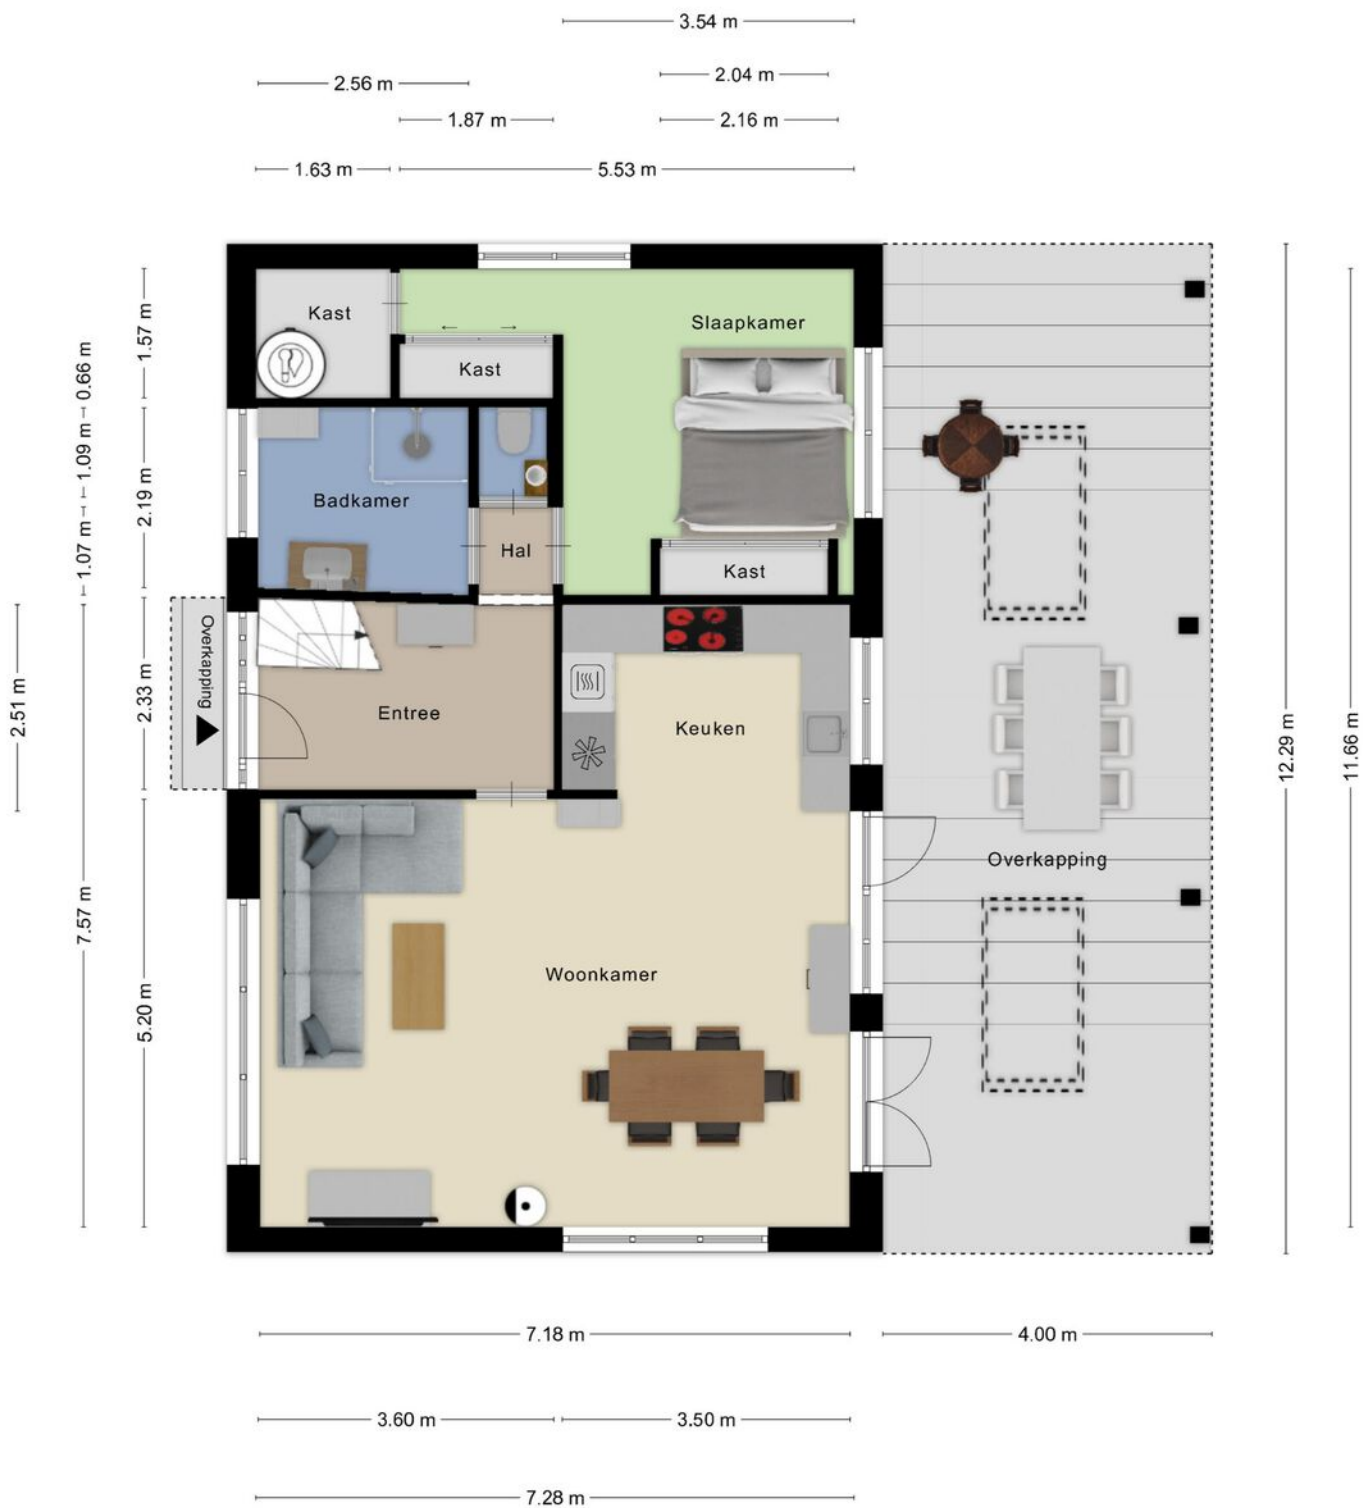 3.54 m
2.04 m
2.56 m
1.87 m
2.16 m
1.63 m
5.53 m
Kast
Slaapkamer
Kast
Badkamer
Hal
Kast
Overkapping
Entree
Keuken
Overkapping
Woonkamer
1.57 m
0.66 m
1.09 m
2.19 m
1.07 m
2.33 m
2.51 m
7.57 m
5.20 m
12.29 m
11.66 m
7.18 m
4.00 m
3.60 m
3.50 m
7.28 m